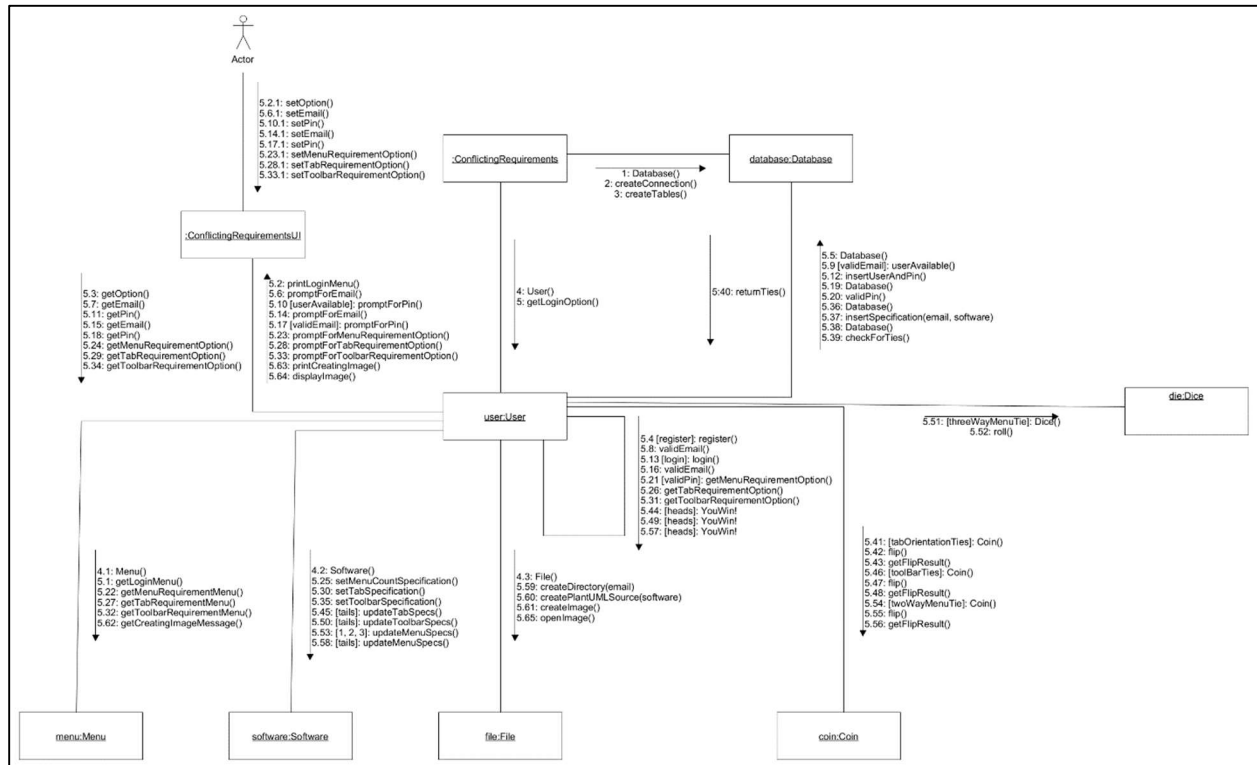 Actor
5.2.1: setOption()
5.6.1: setEmail()
5.10.1: setPin()
5.14.1: setEmail()
5.17.1: setPin()
5.23.1: setMenuRequirementOption()
5.28.1: setTabRequirementOption()
5.33.1: setToolbarRequirementOption()
:ConflictingRequirements
database:Database
1: Database()
2: createConnection()
3: createTables()
:ConflictingRequirementsUI
5.3: getOption()
5.7: getEmail()
5.11: getPin()
5.15: getEmail()
5.18: getPin()
5.24: getMenuRequirementOption()
5.29: getTabRequirementOption()
5.34: getToolbarRequirementOption()
5.2: printLoginMenu()
5.6: promptForEmail()
5.10 [userAvailable]: promptForPin()
5.14: promptForEmail()
5.17 [validEmail]: promptForPin()
5.23: promptForMenuRequirementOption()
5.28: promptForTabRequirementOption()
5.33: promptForToolbarRequirementOption()
5.63: printCreatingImage()
5.64: displayImage()
4: User()
5: getLoginOption()
5:40: returnTies()
5.5: Database()
5.9 [validEmail]: userAvailable()
5.12: insertUserAndPin()
5.19: Database()
5.20: validPin()
5.36: Database()
5.37: insertSpecification(email, software)
5.38: Database()
5.39: checkForTies()
user:User
die:Dice
5.51: [threeWayMenuTie]: Dice()
5.52: roll()
5.4 [register]: register()
5.8: validEmail()
5.13 [login]: login()
5.16: validEmail()
5.21 [validPin]: getMenuRequirementOption()
5.26: getTabRequirementOption()
5.31: getToolbarRequirementOption()
5.44: [heads]: YouWin!
5.49: [heads]: YouWin!
5.57: [heads]: YouWin!
4.1: Menu()
5.1: getLoginMenu()
5.22: getMenuRequirementMenu()
5.27: getTabRequirementMenu()
5.32: getToolbarRequirementMenu()
5.62: getCreatingImageMessage()
4.2: Software()
5.25: setMenuCountSpecification()
5.30: setTabSpecification()
5.35: setToolbarSpecification()
5.45: [tails]: updateTabSpecs()
5.50: [tails]: updateToolbarSpecs()
5.53: [1, 2, 3]: updateMenuSpecs()
5.58: [tails]: updateMenuSpecs()
4.3: File()
5.59: createDirectory(email)
5.60: createPlantUMLSource(software)
5.61: createImage()
5.65: openImage()
5.41: [tabOrientationTies]: Coin()
5.42: flip()
5.43: getFlipResult()
5.46: [toolBarTies]: Coin()
5.47: flip()
5.48: getFlipResult()
5.54: [twoWayMenuTie]: Coin()
5.55: flip()
5.56: getFlipResult()
menu:Menu
software:Software
file:File
coin:Coin